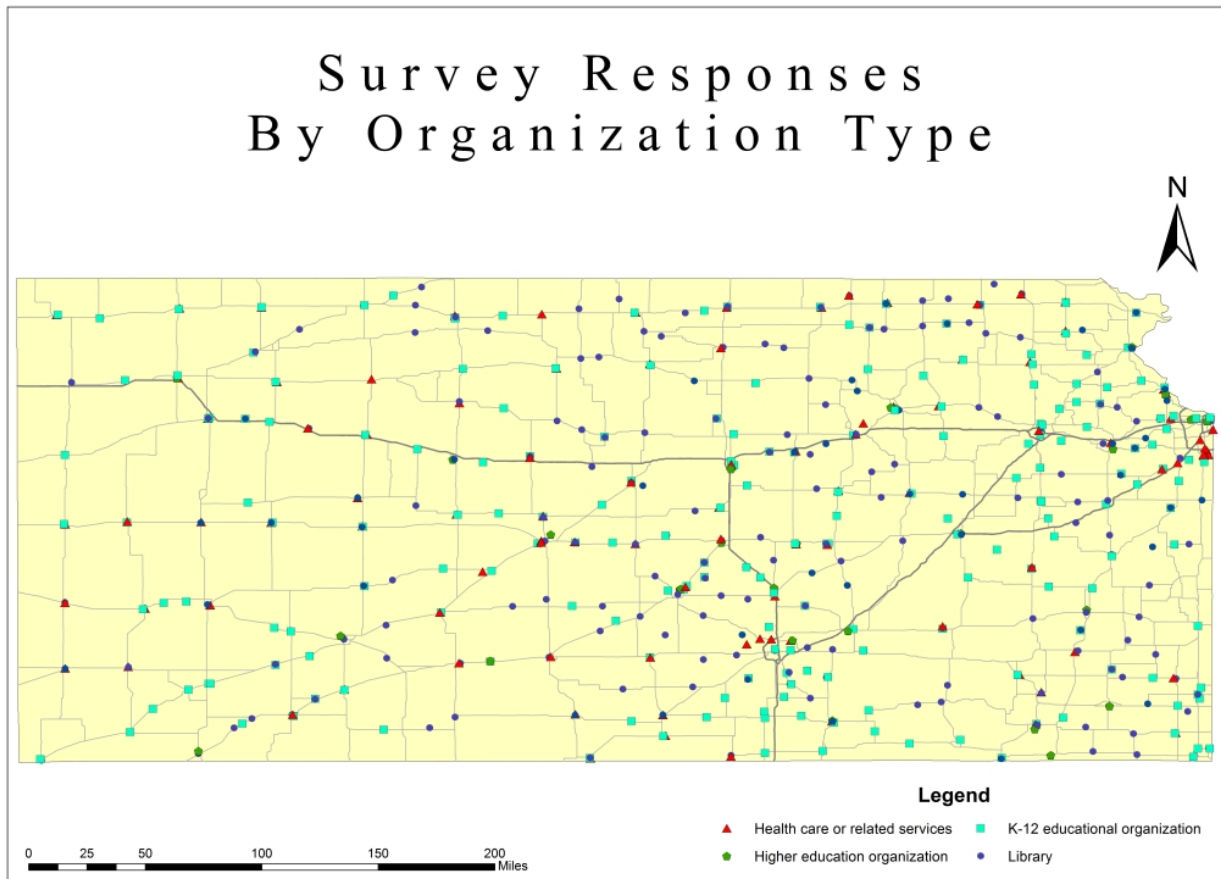 Survey Responses
By Organization Type
N
Legend
Health care or related services
K-12 educational organization
Higher education organization
Library
0 25 50 100 150 200
Miles